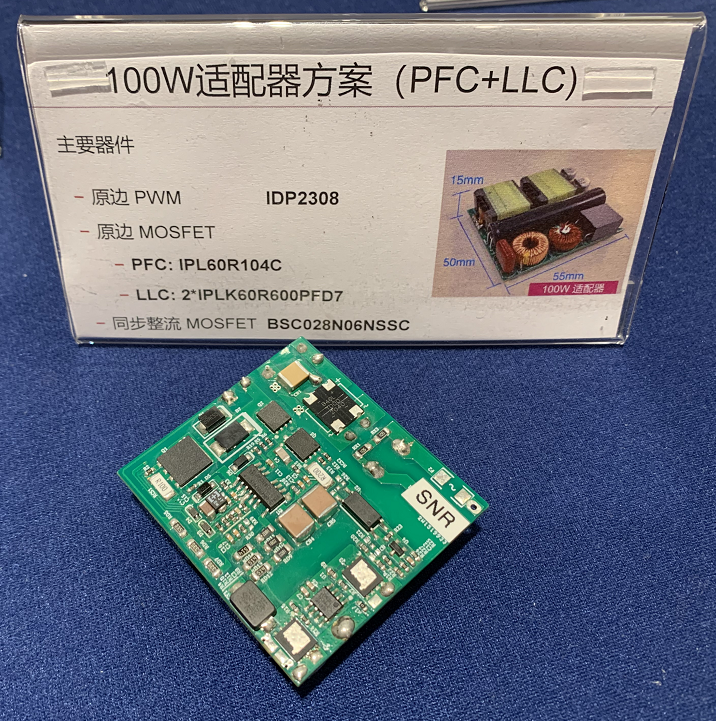 100W适配器方案（PFC+LLC)
主要器件
- 原边 PWM IDP2308
- 原边 MOSFET
- PFC: IPL60R104C
- LLC: 2*IPLK60R600PFD7
- 同步整流 MOSFET BSC028N06NSSC
15mm
50mm
55mm
100W 适配器
SNR
R100